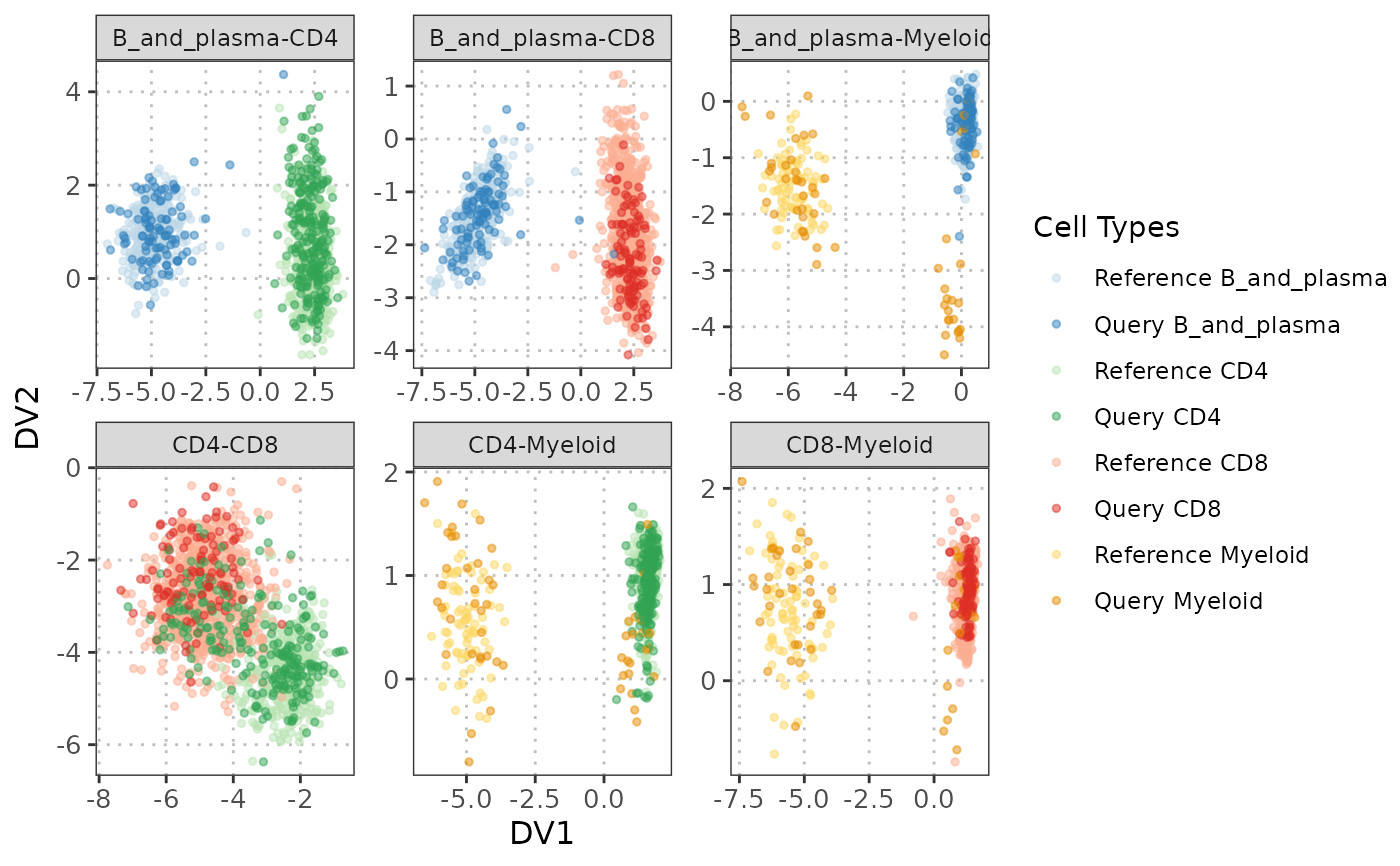 B_and_plasma-CD4
B_and_plasma-CD8
B_and_plasma-Myeloid
4
2
0
1
0
-1
-2
-3
-4
0
-1
-2
-3
-4
-7.5 -5.0 -2.5 0.0 2.5
-7.5 -5.0 -2.5 0.0 2.5
-8 -6 -4 -2 0
CD4-CD8
CD4-Myeloid
CD8-Myeloid
0
-2
-4
-6
2
1
0
2
1
0
-8 -6 -4 -2
-5.0 -2.5 0.0
-7.5 -5.0 -2.5 0.0
DV2
DV1
Cell Types
Reference B_and_plasma
Query B_and_plasma
Reference CD4
Query CD4
Reference CD8
Query CD8
Reference Myeloid
Query Myeloid